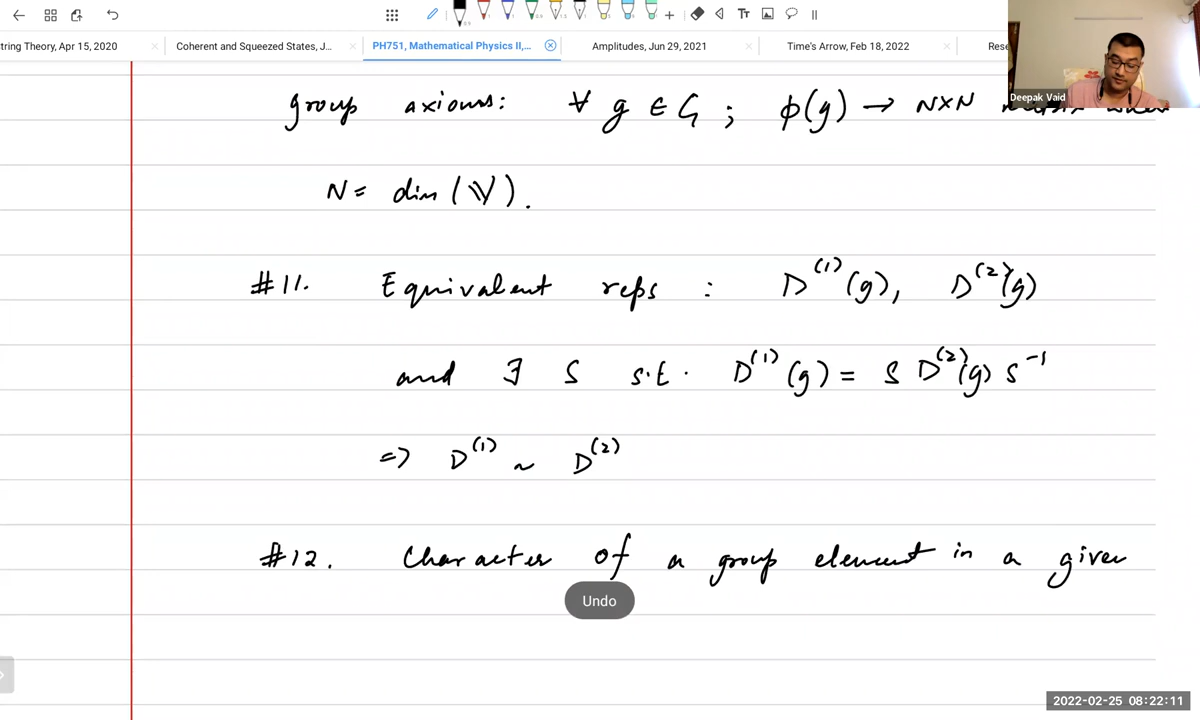 tring Theory, Apr 15, 2020
Coherent and Squeezed States, J...
PH751, Mathematical Physics II,...
Amplitudes, Jun 29, 2021
Time's Arrow, Feb 18, 2022
Rese
Deepak Vaid
group axioms: ∀ g ∈ G ; φ(g) → N×N
N = dim (𝕍).
#11. Equivalent reps : D⁽¹⁾(g), D⁽²⁾(g)
and ∃ S s.t. D⁽¹⁾(g) = S D⁽²⁾(g) S⁻¹
=> D⁽¹⁾ ~ D⁽²⁾
#12. Character of a group element in a given
Undo
2022-02-25 08:22:11